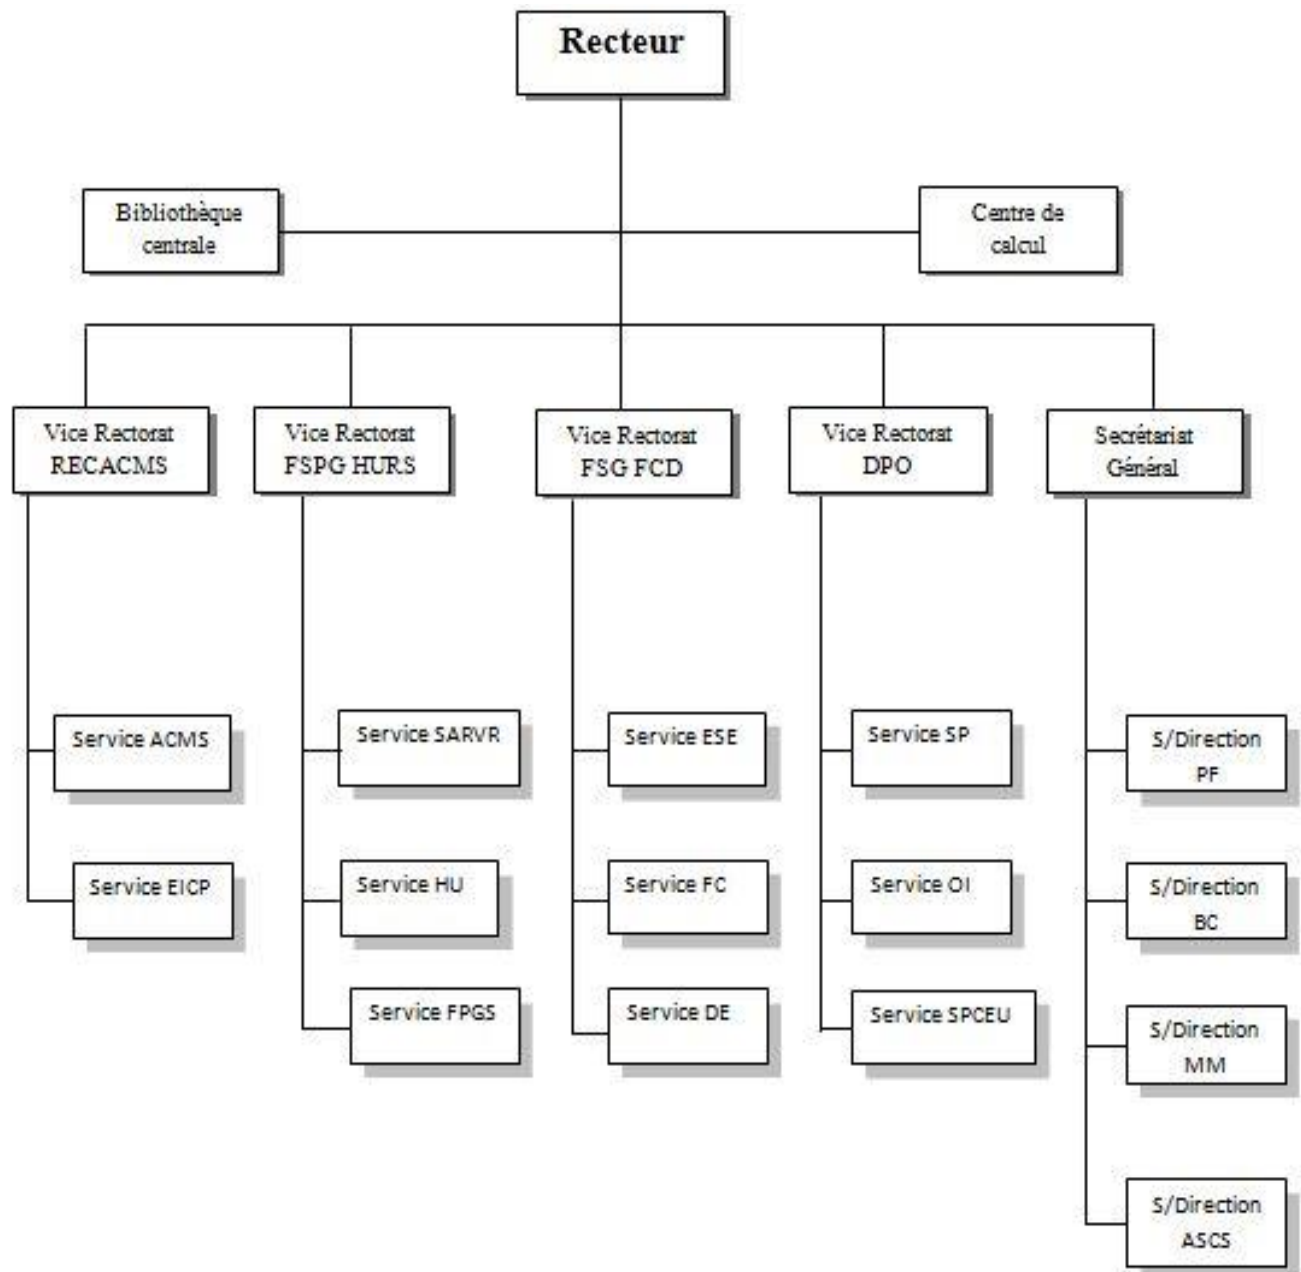 Recteur
Bibliothèque
centrale
Centre de
calcul
Vice Rectorat
RECACMS
Vice Rectorat
FSPG HURS
Vice Rectorat
FSG FCD
Vice Rectorat
DPO
Secrétariat
Général
Service ACMS
Service SARVR
Service ESE
Service SP
S/Direction
PF
Service EICP
Service HU
Service FC
Service OI
S/Direction
BC
Service FPGS
Service DE
Service SPCEU
S/Direction
MM
S/Direction
ASCS